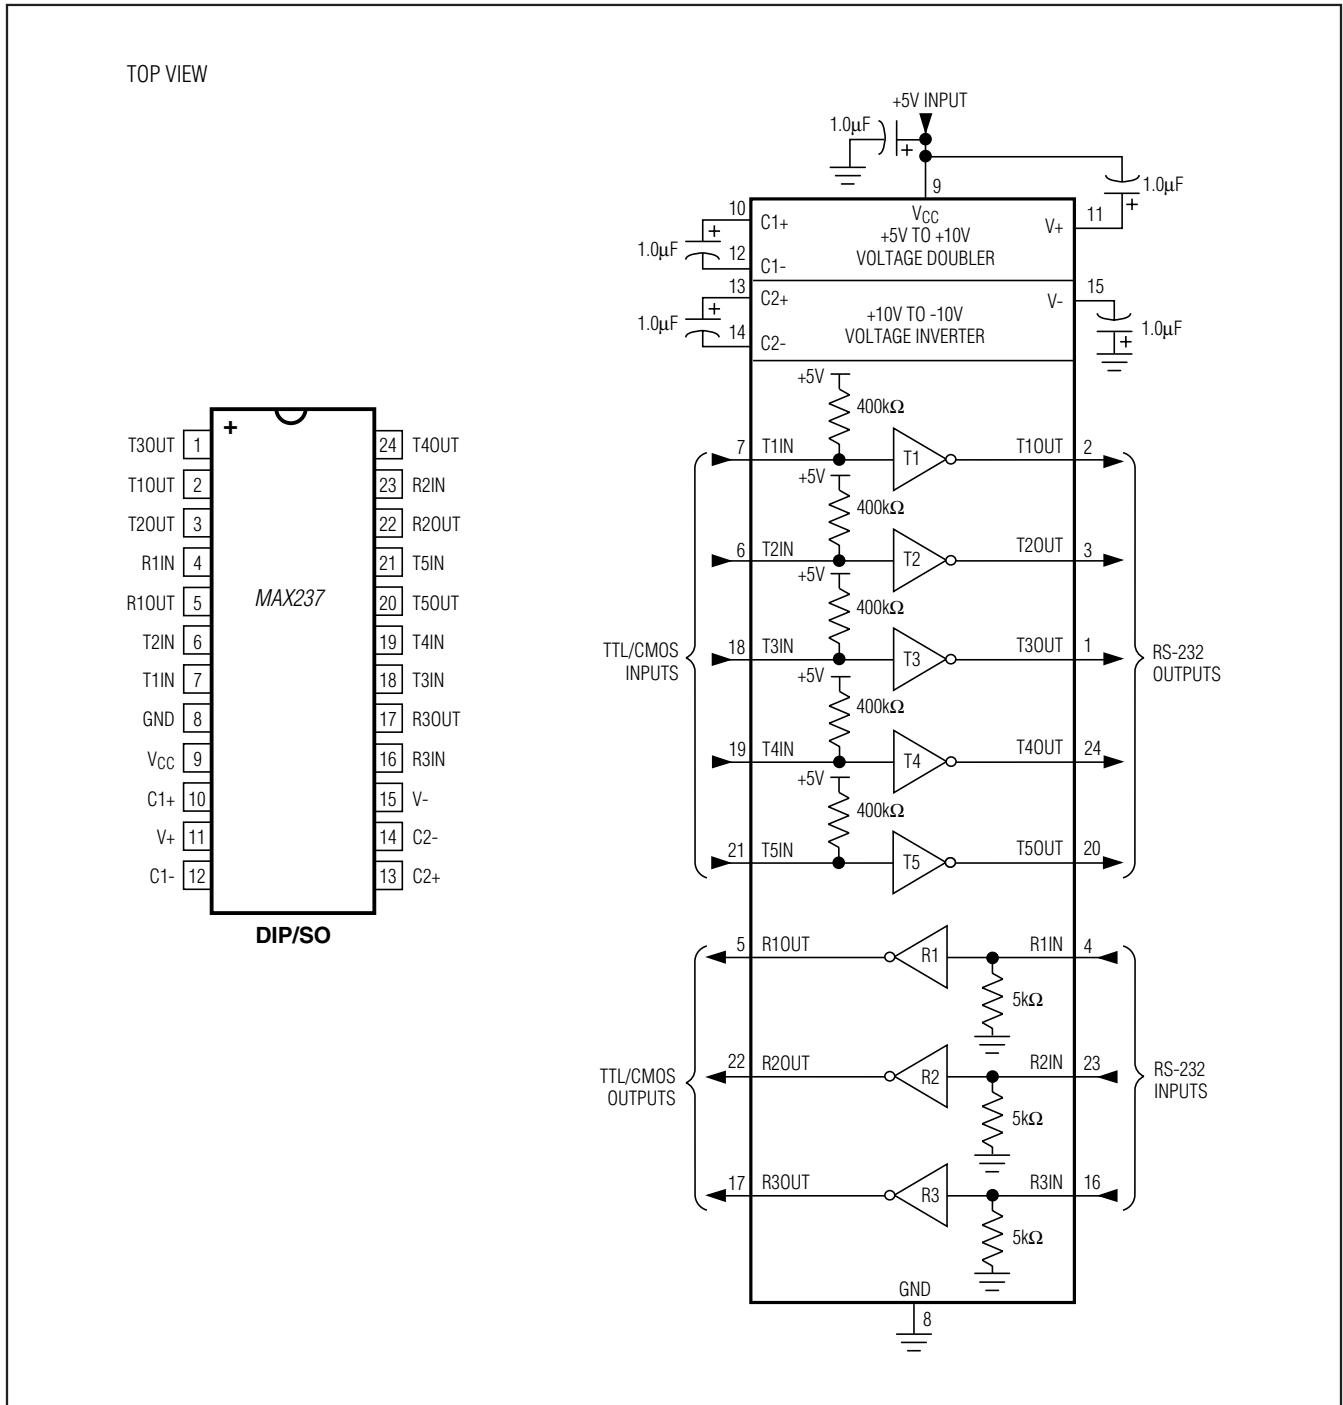 TOP VIEW
+
T3OUT 1
T1OUT 2
T2OUT 3
R1IN 4
R1OUT 5
T2IN 6
T1IN 7
GND 8
VCC 9
C1+ 10
V+ 11
C1- 12
MAX237
24 T4OUT
23 R2IN
22 R2OUT
21 T5IN
20 T5OUT
19 T4IN
18 T3IN
17 R3OUT
16 R3IN
15 V-
14 C2-
13 C2+
DIP/SO
+5V INPUT
1.0μF
+
9
1.0μF
+
10
C1+
VCC
+5V TO +10V
VOLTAGE DOUBLER
V+
11
1.0μF
+
12
C1-
13
C2+
+10V TO -10V
VOLTAGE INVERTER
V-
15
1.0μF
+
14
C2-
1.0μF
+
+5V
400kΩ
7 T1IN T1 T1OUT 2
+5V
400kΩ
6 T2IN T2 T2OUT 3
+5V
400kΩ
TTL/CMOS
INPUTS
18 T3IN T3 T3OUT 1
RS-232
OUTPUTS
+5V
400kΩ
19 T4IN T4 T4OUT 24
+5V
400kΩ
21 T5IN T5 T5OUT 20
5 R1OUT R1 R1IN 4
5kΩ
TTL/CMOS
OUTPUTS
22 R2OUT R2 R2IN 23
RS-232
INPUTS
5kΩ
17 R3OUT R3 R3IN 16
5kΩ
GND
8